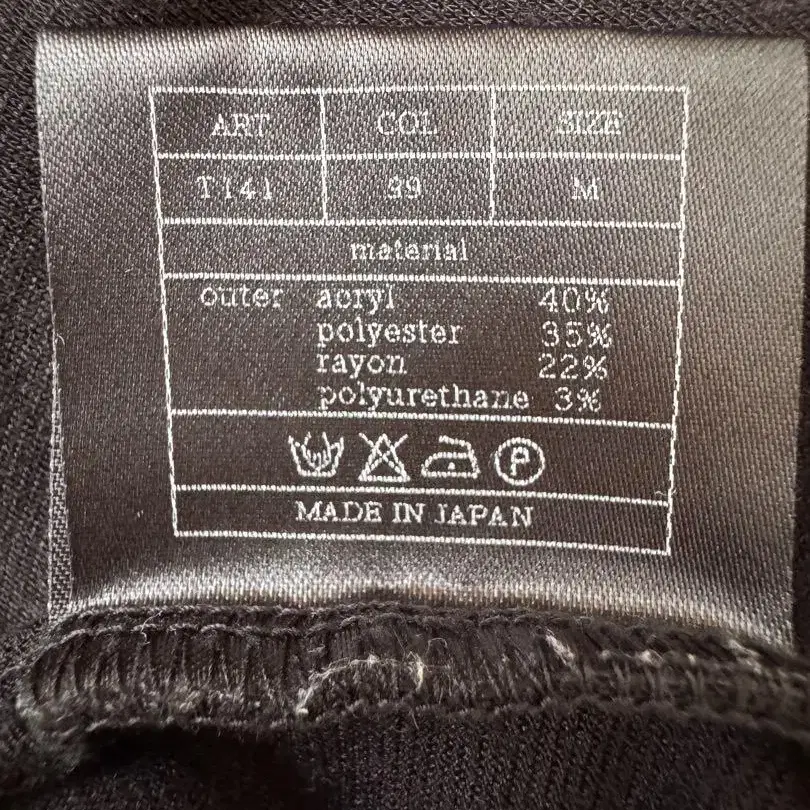 ART COL SIZE
T141 39 M
material
outer acryl 40%
polyester 35%
rayon 22%
polyurethane 3%
P
MADE IN JAPAN